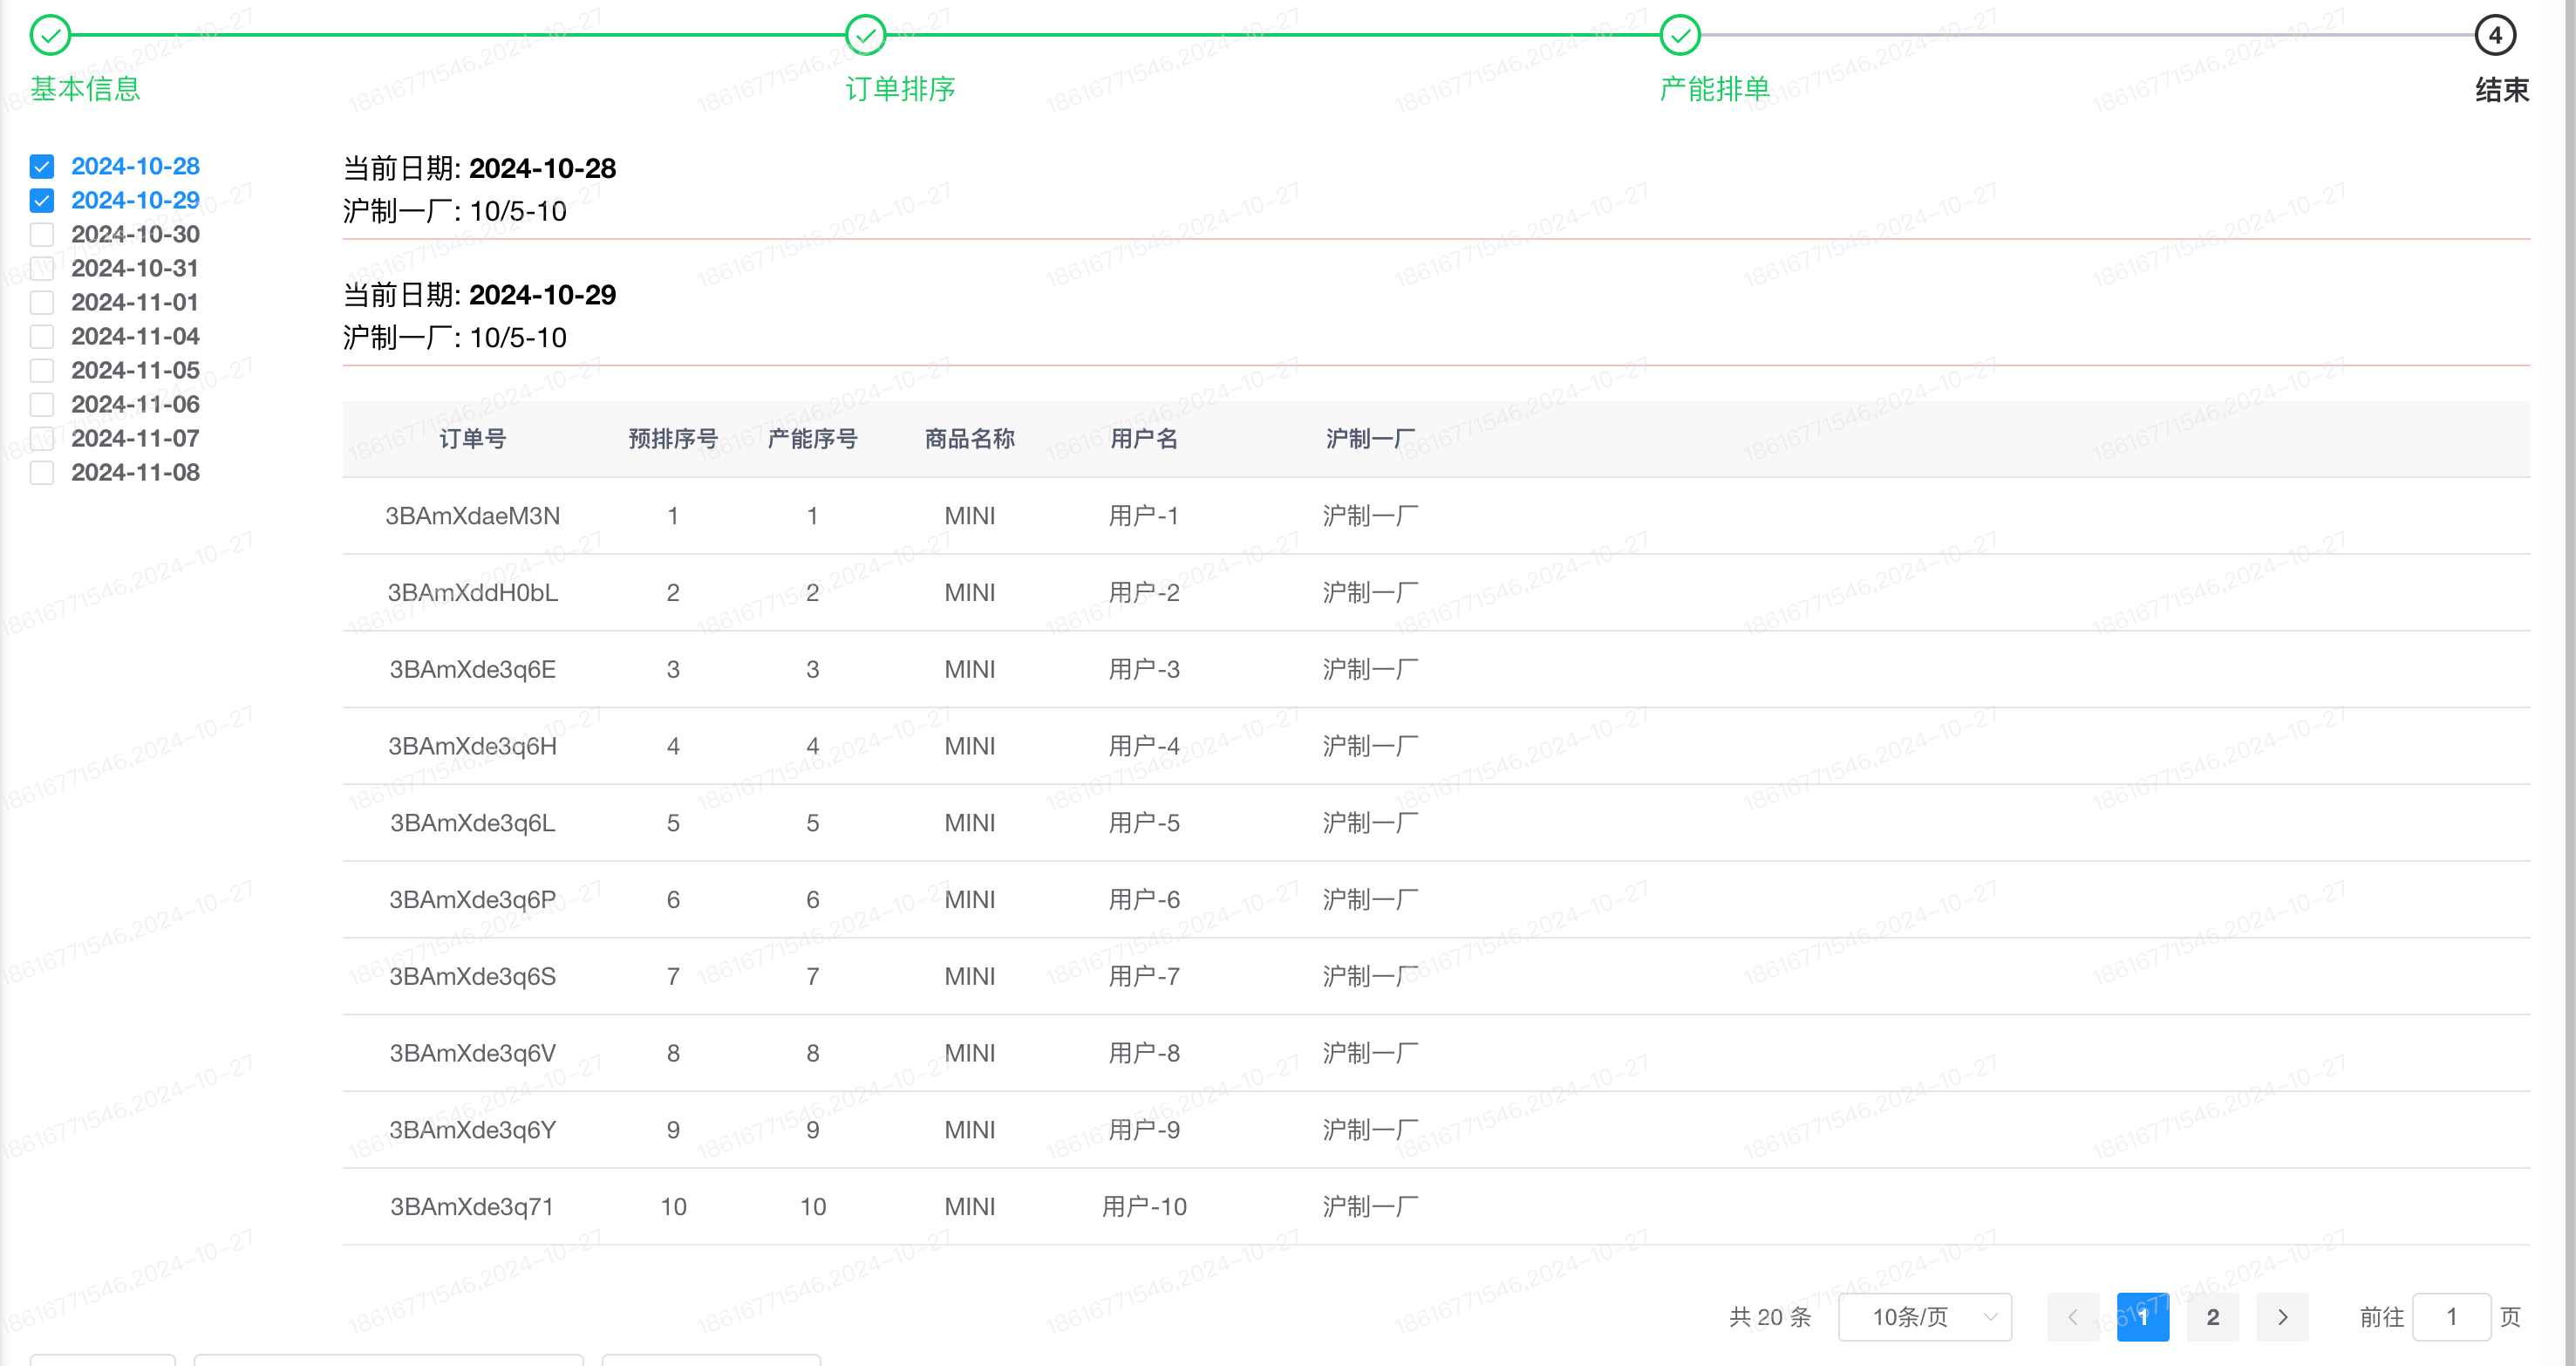 4
基本信息 订单排序 产能排单 结束
2024-10-28
2024-10-29
2024-10-30
2024-10-31
2024-11-01
2024-11-04
2024-11-05
2024-11-06
2024-11-07
2024-11-08
当前日期: 2024-10-28
沪制一厂: 10/5-10
当前日期: 2024-10-29
沪制一厂: 10/5-10
订单号 预排序号 产能序号 商品名称 用户名 沪制一厂
3BAmXdaeM3N 1 1 MINI 用户-1 沪制一厂
3BAmXddH0bL 2 2 MINI 用户-2 沪制一厂
3BAmXde3q6E 3 3 MINI 用户-3 沪制一厂
3BAmXde3q6H 4 4 MINI 用户-4 沪制一厂
3BAmXde3q6L 5 5 MINI 用户-5 沪制一厂
3BAmXde3q6P 6 6 MINI 用户-6 沪制一厂
3BAmXde3q6S 7 7 MINI 用户-7 沪制一厂
3BAmXde3q6V 8 8 MINI 用户-8 沪制一厂
3BAmXde3q6Y 9 9 MINI 用户-9 沪制一厂
3BAmXde3q71 10 10 MINI 用户-10 沪制一厂
共 20 条 10条/页 1 2 前往 1 页
18616771546,2024-10-27